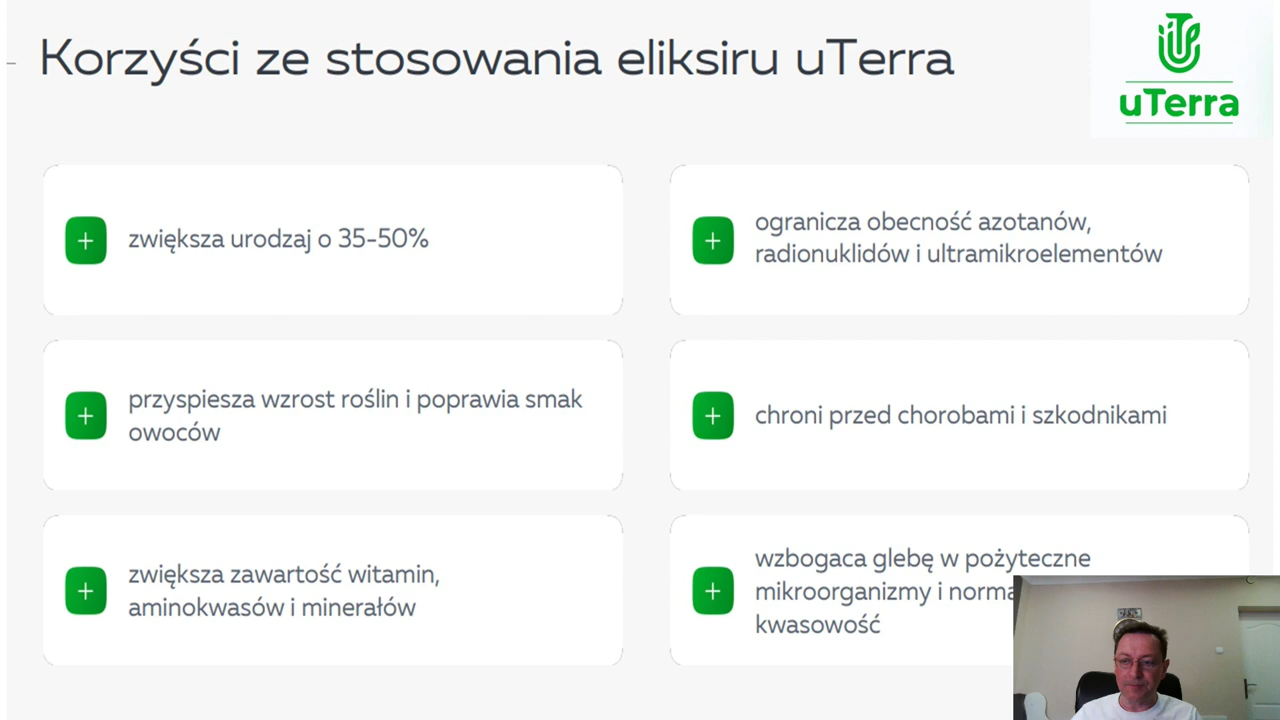 Korzyści ze stosowania eliksiru uTerra
uTerra
zwiększa urodzaj o 35-50%
ogranicza obecność azotanów,
radionuklidów i ultramikroelementów
przyspiesza wzrost roślin i poprawia smak
owoców
chroni przed chorobami i szkodnikami
zwiększa zawartość witamin,
aminokwasów i minerałów
wzbogaca glebę w pożyteczne
mikroorganizmy i
kwasowość